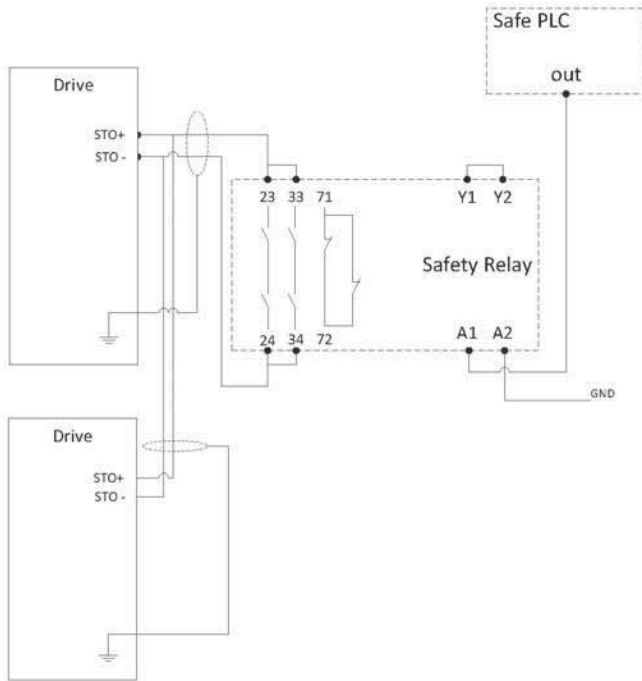 Safe PLC
out
Drive
STO+
STO -
23 33 71 Y1 Y2
Safety Relay
24 34 72 A1 A2
GND
Drive
STO+
STO -